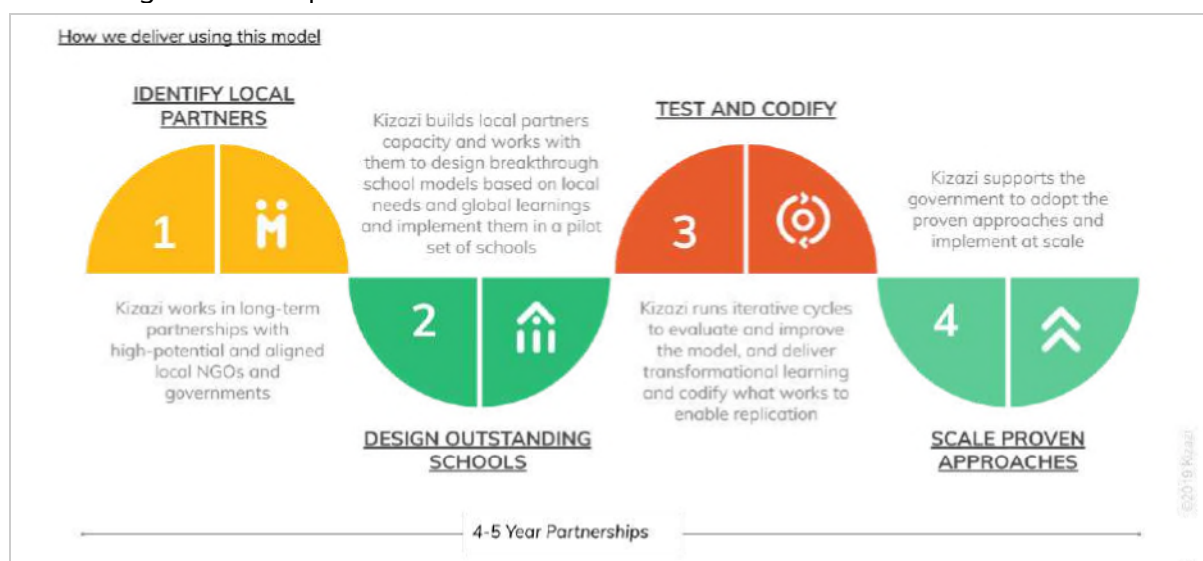 How we deliver using this model
IDENTIFY LOCAL
PARTNERS
1
Kizazi works in long-term
partnerships with
high-potential and aligned
local NGOs and
governments
Kizazi builds local partners
capacity and works with
them to design breakthrough
school models based on local
needs and global learnings
and implement them in a pilot
set of schools
2
DESIGN OUTSTANDING
SCHOOLS
TEST AND CODIFY
3
Kizazi runs iterative cycles
to evaluate and improve
the model, and deliver
transformational learning
and codify what works to
enable replication
Kizazi supports the
government to adopt the
proven approaches and
implement at scale
4
SCALE PROVEN
APPROACHES
4-5 Year Partnerships
©2019 Kizazi